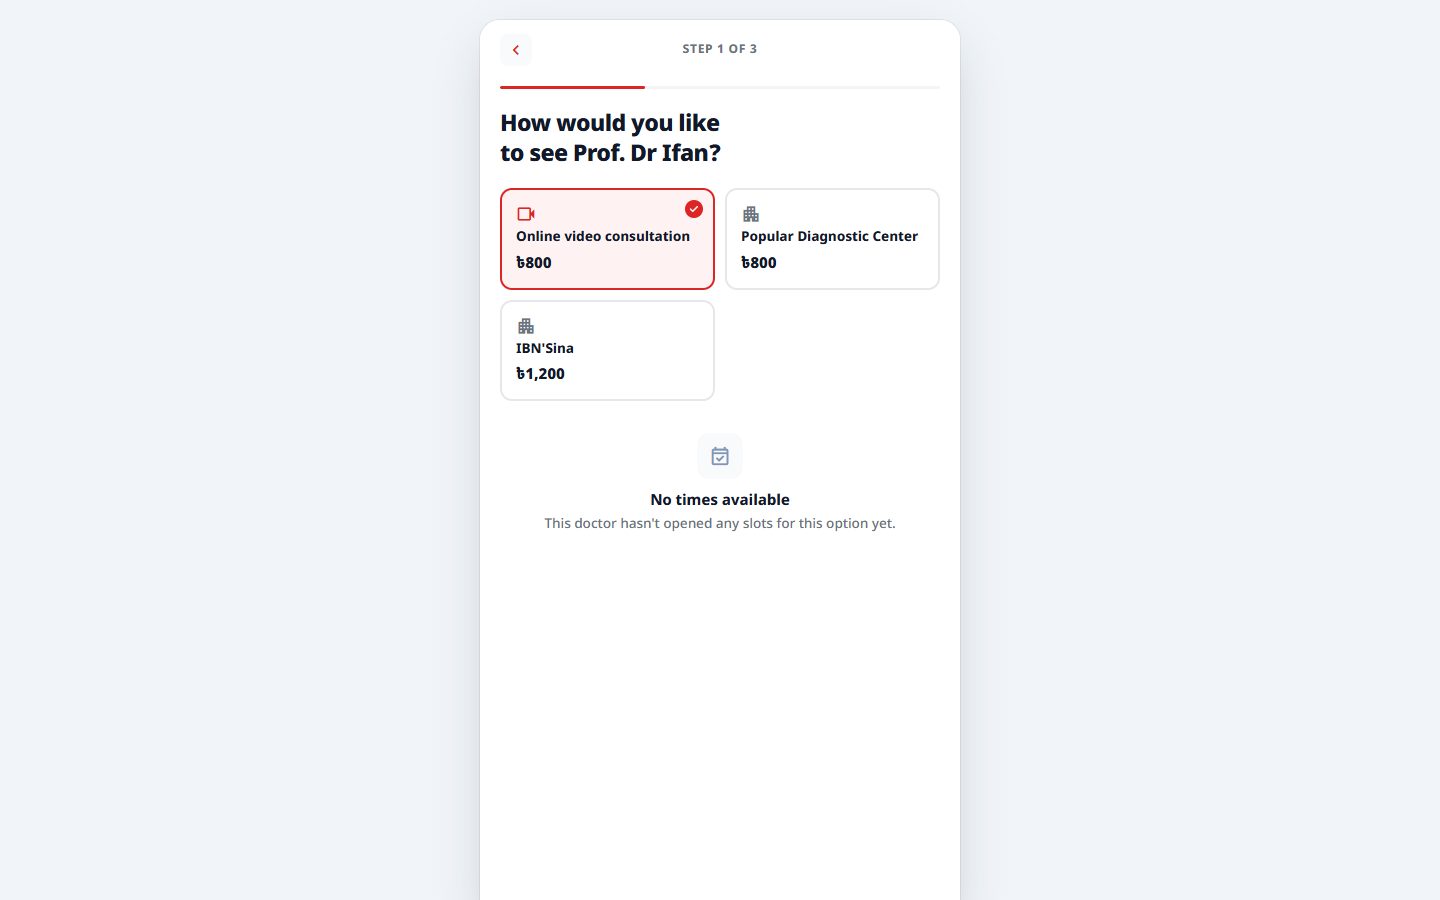 STEP 1 OF 3
How would you like
to see Prof. Dr Ifan?
Online video consultation
৳800
Popular Diagnostic Center
৳800
IBN'Sina
৳1,200
No times available
This doctor hasn't opened any slots for this option yet.